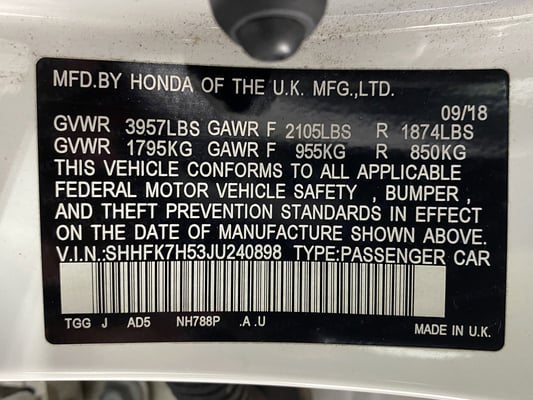 MFD.BY HONDA OF THE U.K. MFG.,LTD.
09/18
GVWR 3957LBS GAWR F 2105LBS R 1874LBS
GVWR 1795KG GAWR F 955KG R 850KG
THIS VEHICLE CONFORMS TO ALL APPLICABLE
FEDERAL MOTOR VEHICLE SAFETY , BUMPER ,
AND THEFT PREVENTION STANDARDS IN EFFECT
ON THE DATE OF MANUFACTURE SHOWN ABOVE.
V.I.N.:SHHFK7H53JU240898 TYPE:PASSENGER CAR
TGG J AD5 NH788P .A .U
MADE IN U.K.